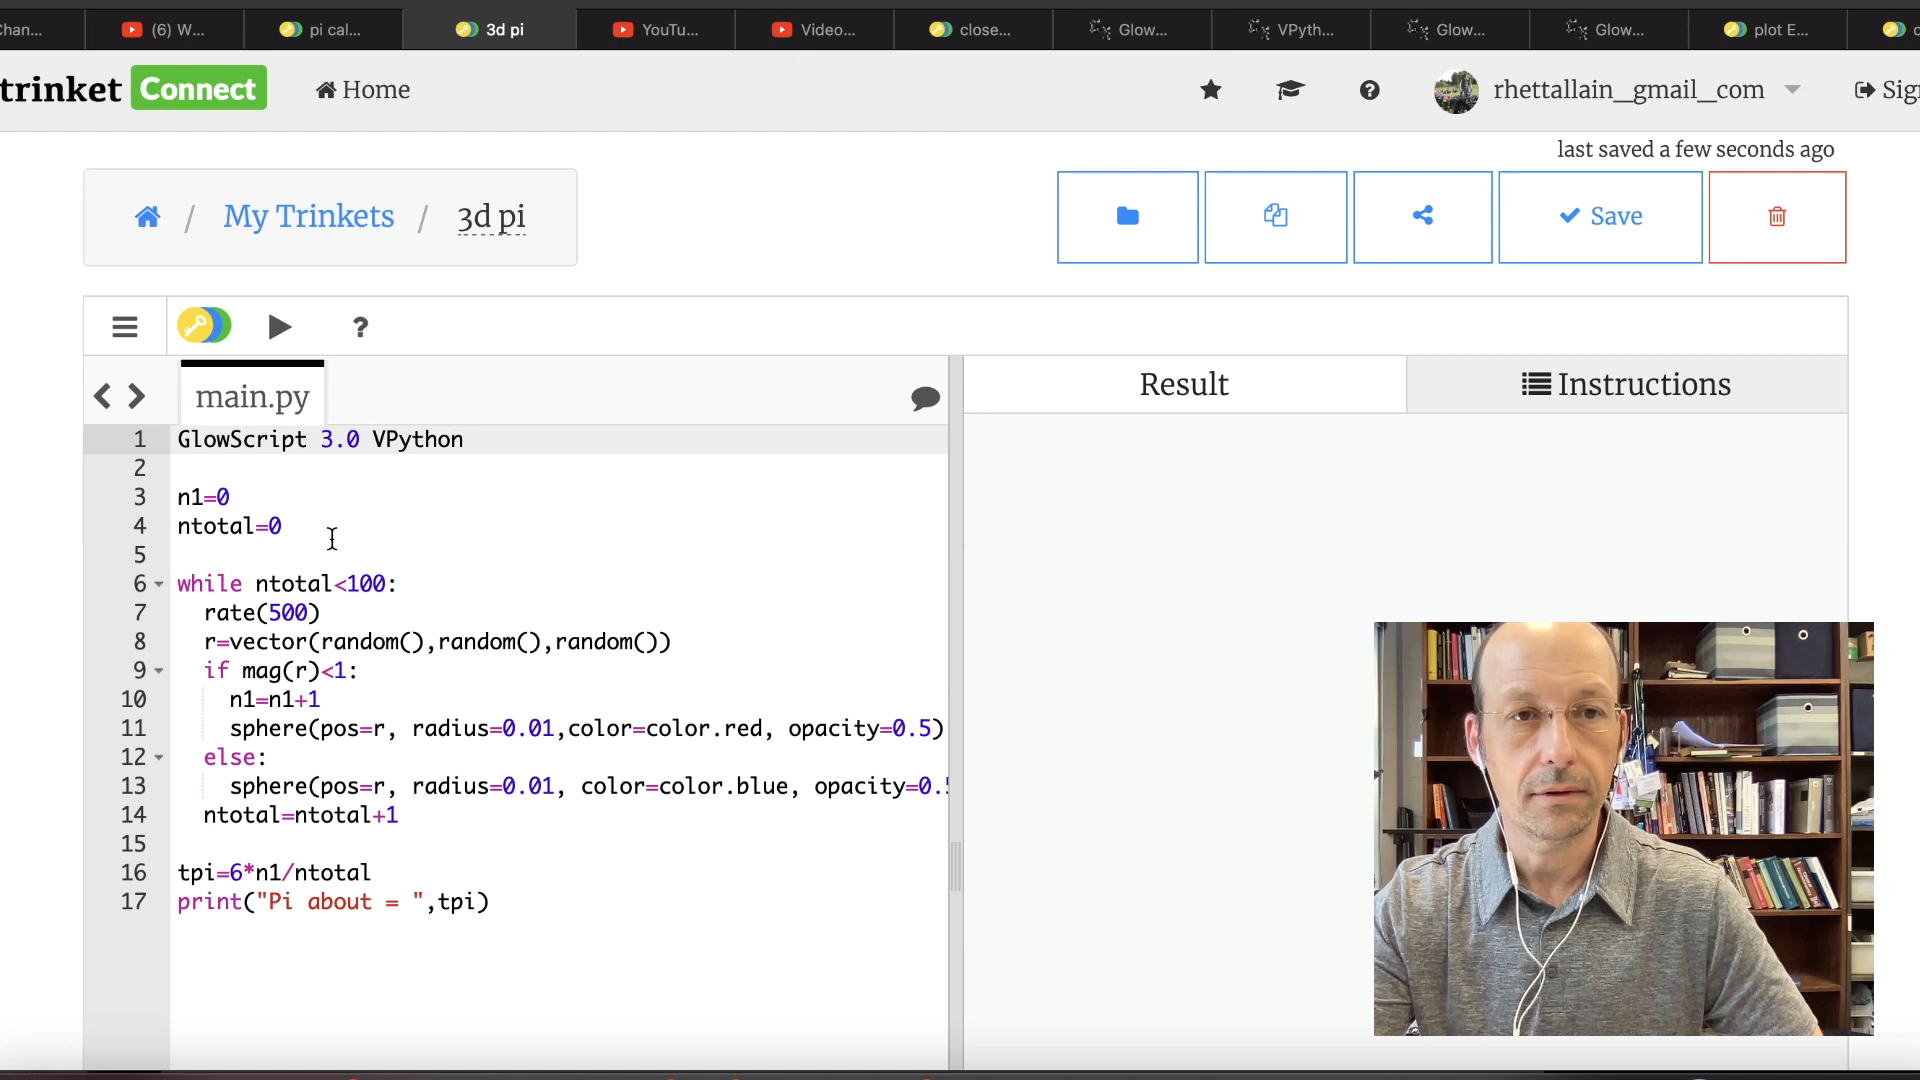 han...
(6) W...
pi cal...
3d pi
YouTu...
Video...
close...
Glow...
VPyth...
Glow...
Glow...
plot E...
trinket Connect
Home
rhettallain_gmail_com
Sign
last saved a few seconds ago
/ My Trinkets / 3d pi
Save
?
main.py
Result
Instructions
1 GlowScript 3.0 VPython
2
3 n1=0
4 ntotal=0
5
6 while ntotal<100:
7 rate(500)
8 r=vector(random(),random(),random())
9 if mag(r)<1:
10 n1=n1+1
11 sphere(pos=r, radius=0.01,color=color.red, opacity=0.5)
12 else:
13 sphere(pos=r, radius=0.01, color=color.blue, opacity=0.5
14 ntotal=ntotal+1
15
16 tpi=6*n1/ntotal
17 print("Pi about = ",tpi)